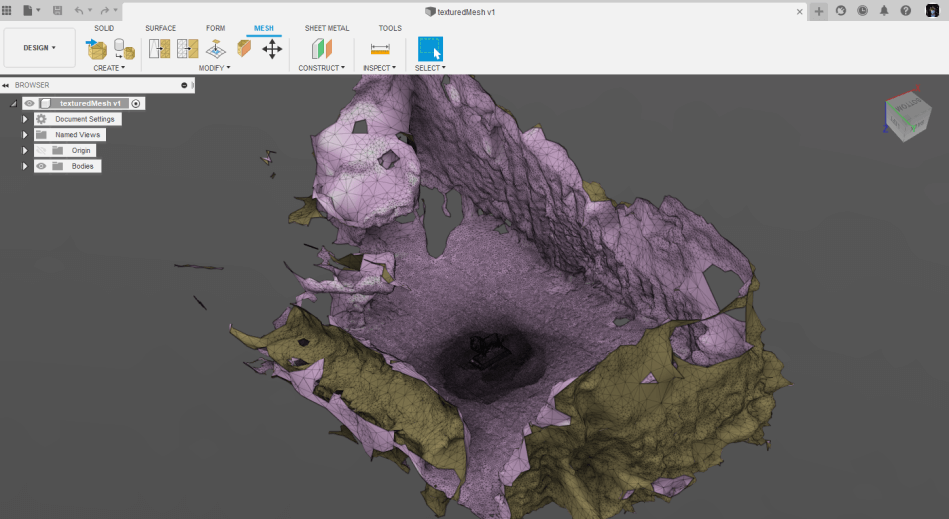 texturedMesh v1
SOLID SURFACE FORM MESH SHEET METAL TOOLS
DESIGN
CREATE MODIFY CONSTRUCT INSPECT SELECT
BROWSER
texturedMesh v1
Document Settings
Named Views
Origin
Bodies